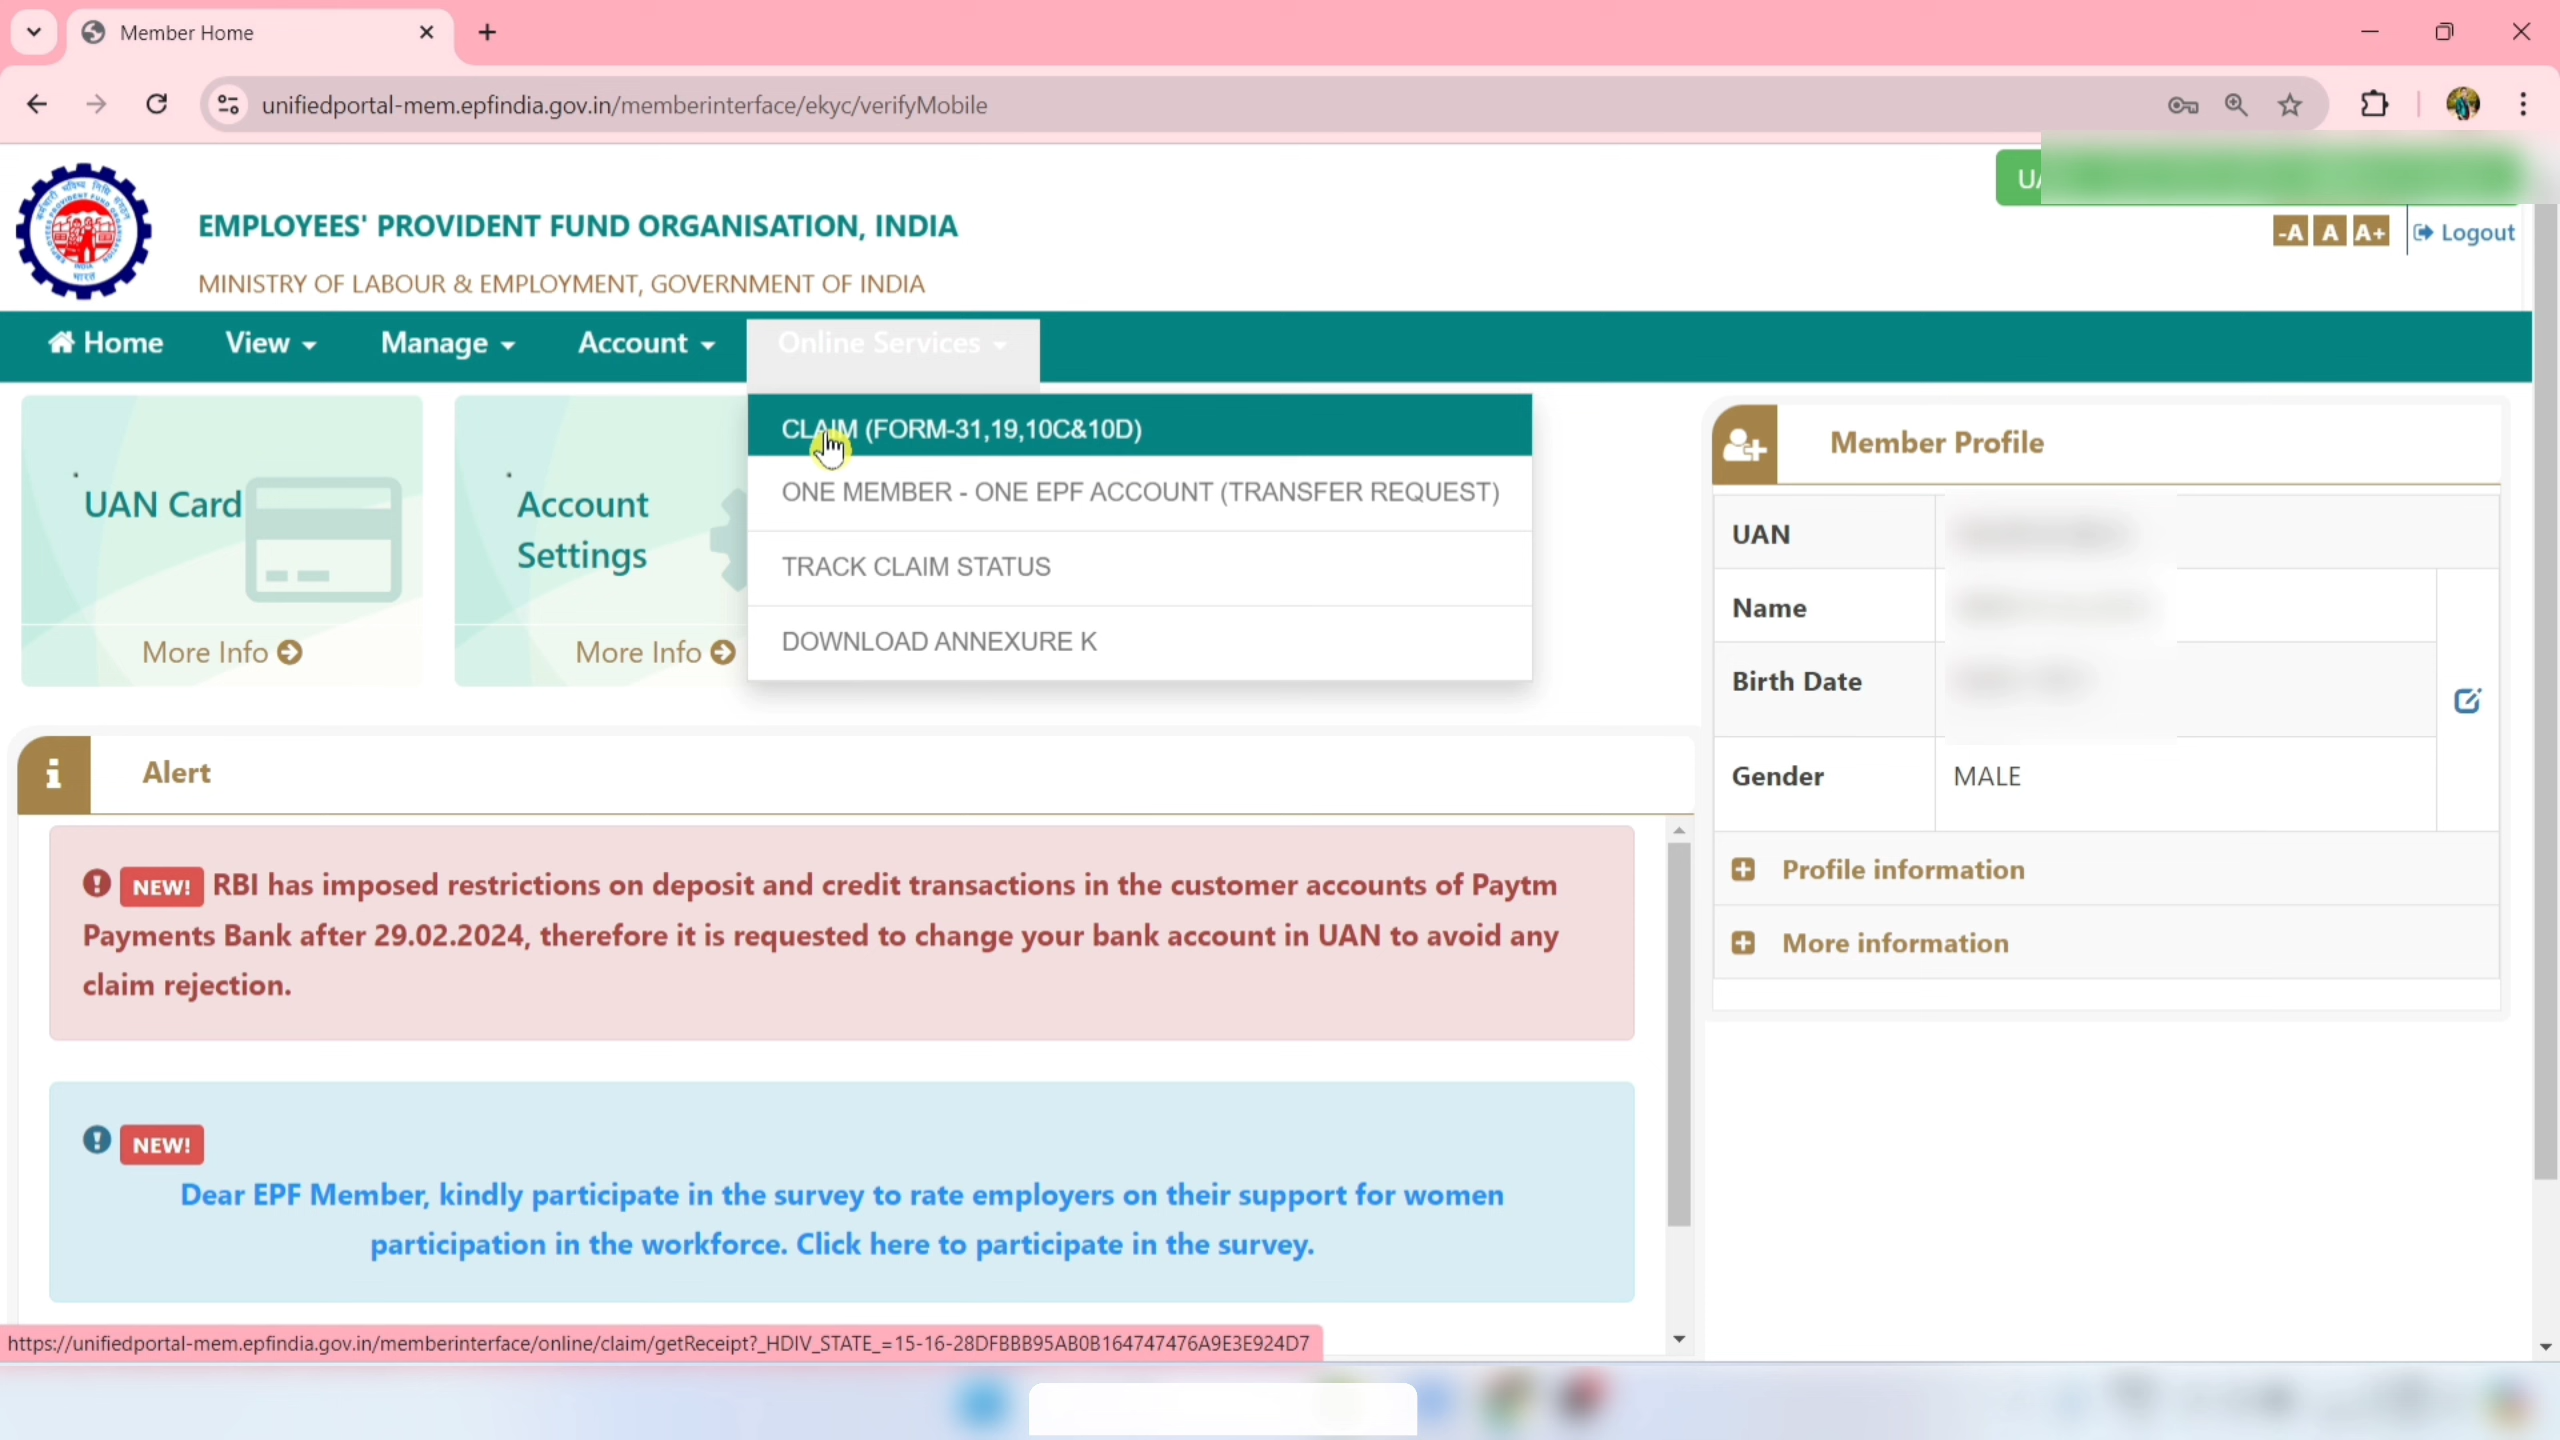 Member Home
unifiedportal-mem.epfindia.gov.in/memberinterface/ekyc/verifyMobile
EMPLOYEES' PROVIDENT FUND ORGANISATION, INDIA
MINISTRY OF LABOUR & EMPLOYMENT, GOVERNMENT OF INDIA
-A A A+ Logout
Home View Manage Account Online Services
CLAIM (FORM-31,19,10C&10D)
ONE MEMBER - ONE EPF ACCOUNT (TRANSFER REQUEST)
TRACK CLAIM STATUS
DOWNLOAD ANNEXURE K
UAN Card
More Info
Account
Settings
More Info
Member Profile
UAN
Name
Birth Date
Gender MALE
Profile information
More information
Alert
NEW! RBI has imposed restrictions on deposit and credit transactions in the customer accounts of Paytm
Payments Bank after 29.02.2024, therefore it is requested to change your bank account in UAN to avoid any
claim rejection.
NEW!
Dear EPF Member, kindly participate in the survey to rate employers on their support for women
participation in the workforce. Click here to participate in the survey.
https://unifiedportal-mem.epfindia.gov.in/memberinterface/online/claim/getReceipt?_HDIV_STATE_=15-16-28DFBBB95AB0B164747476A9E3E924D7